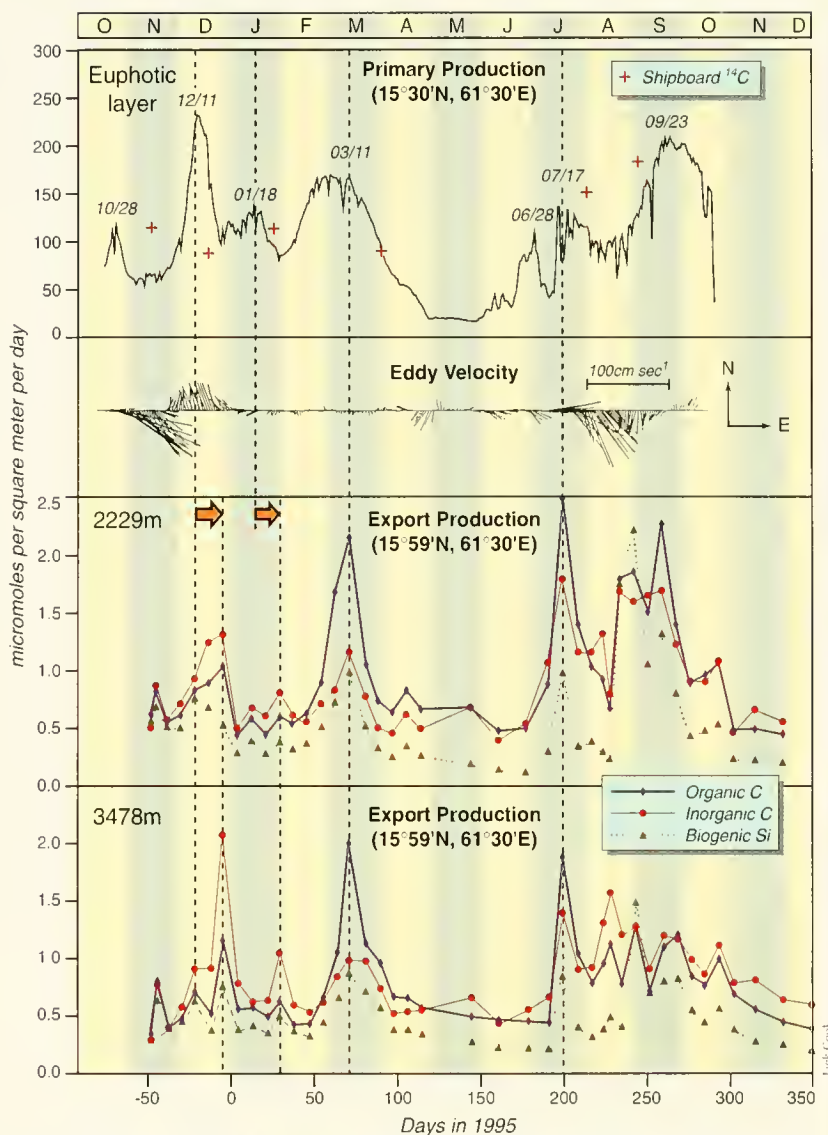 O N D J F M A M J J A S O N D
300
250
200
150
100
50
0
Euphotic
layer
Primary Production
(15°30'N, 61°30'E)
+ Shipboard ¹⁴C
10/28
12/11
01/18
03/11
06/28
07/17
09/23
micromoles per square meter per day
Eddy Velocity
100cm sec¹
N
E
2.5
2.0
1.5
1.0
0.5
0.0
2229m
Export Production
(15°59'N, 61°30'E)
2.0
1.5
1.0
0.5
0.0
3478m
Export Production
(15°59'N, 61°30'E)
Organic C
Inorganic C
Biogenic Si
-50 0 50 100 150 200 250 300 350
Days in 1995